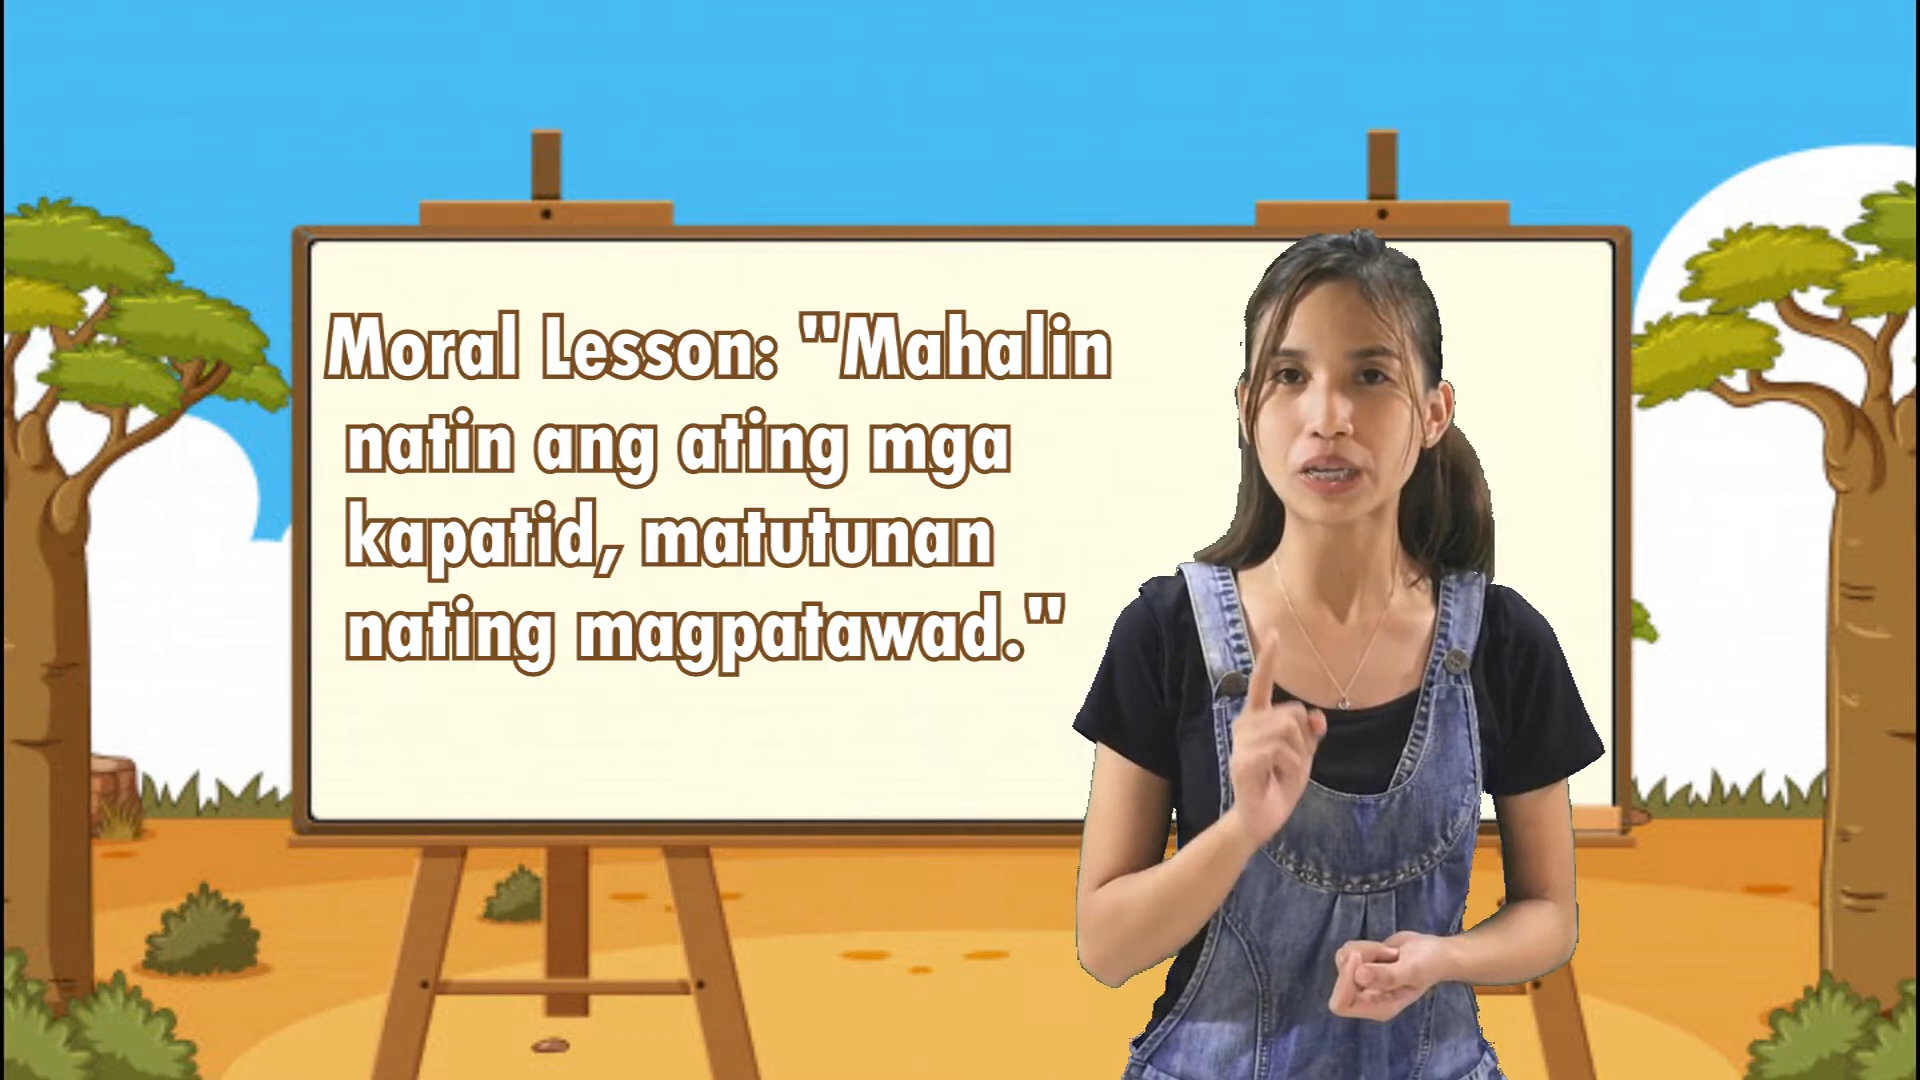 Moral Lesson: "Mahalin
natin ang ating mga
kapatid, matutunan
nating magpatawad."